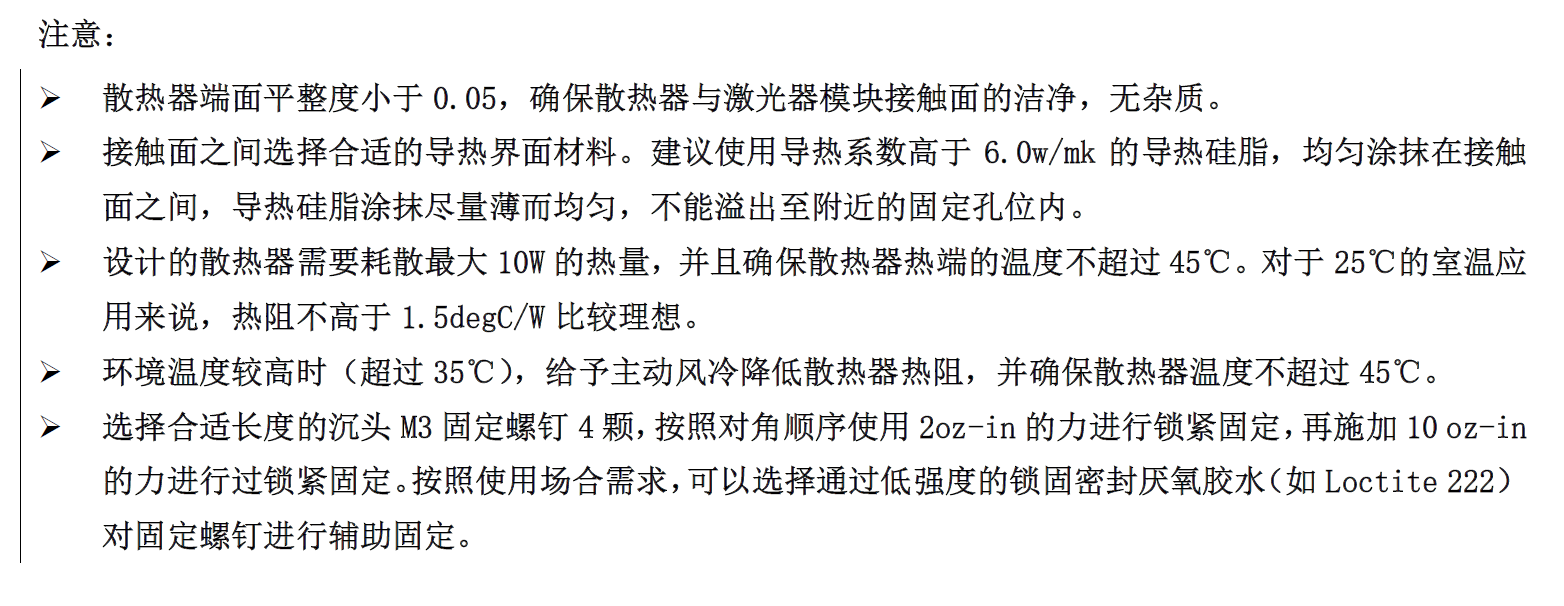 注意：
➢ 散热器端面平整度小于 0.05，确保散热器与激光器模块接触面的洁净，无杂质。
➢ 接触面之间选择合适的导热界面材料。建议使用导热系数高于 6.0w/mk 的导热硅脂，均匀涂抹在接触
面之间，导热硅脂涂抹尽量薄而均匀，不能溢出至附近的固定孔位内。
➢ 设计的散热器需要耗散最大 10W 的热量，并且确保散热器热端的温度不超过 45℃。对于 25℃的室温应
用来说，热阻不高于 1.5degC/W 比较理想。
➢ 环境温度较高时（超过 35℃），给予主动风冷降低散热器热阻，并确保散热器温度不超过 45℃。
➢ 选择合适长度的沉头 M3 固定螺钉 4 颗，按照对角顺序使用 2oz-in 的力进行锁紧固定，再施加 10 oz-in
的力进行过锁紧固定。按照使用场合需求，可以选择通过低强度的锁固密封厌氧胶水（如 Loctite 222）
对固定螺钉进行辅助固定。